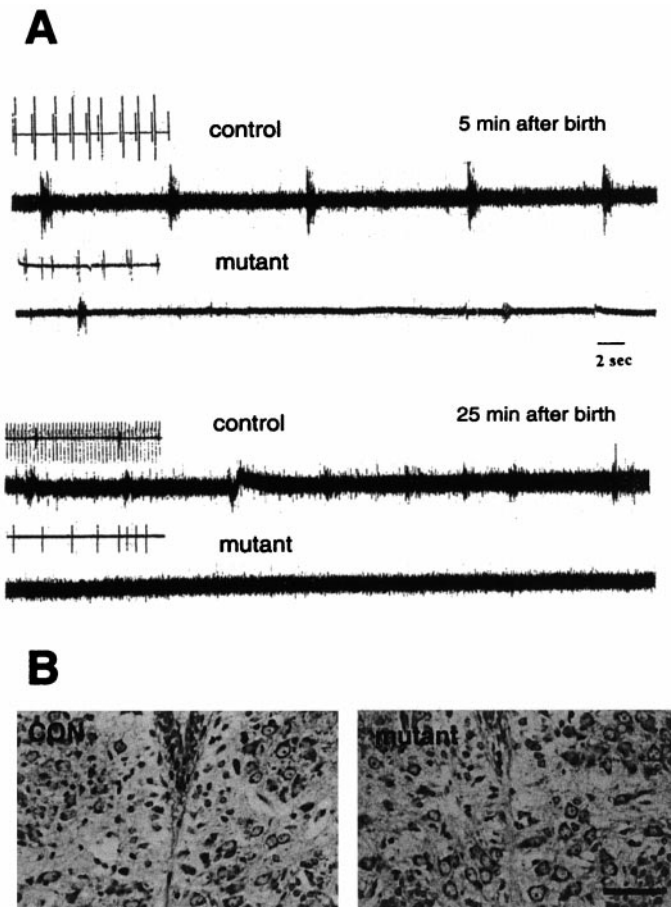 A
control 5 min after birth
mutant
2 sec
control 25 min after birth
mutant
B
CON mutant